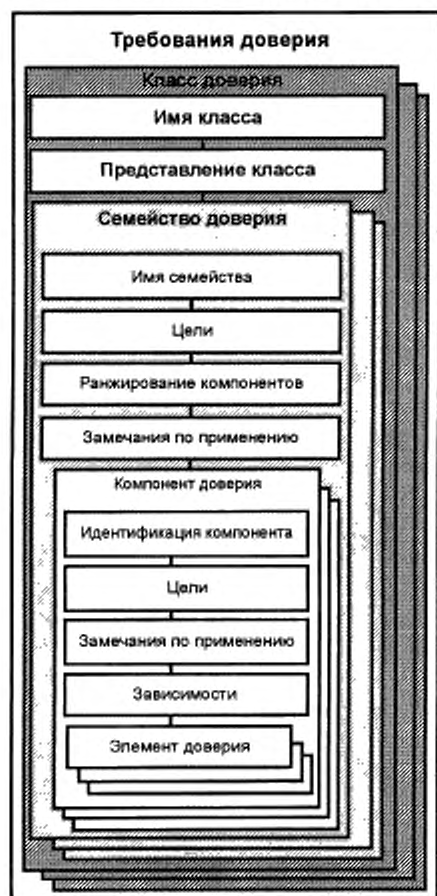 Требования доверия
Класс доверия
Имя класса
Представление класса
Семейство доверия
Имя семейства
Цели
Ранжирование компонентов
Замечания по применению
Компонент доверия
Идентификация компонента
Цели
Замечания по применению
Зависимости
Элемент доверия